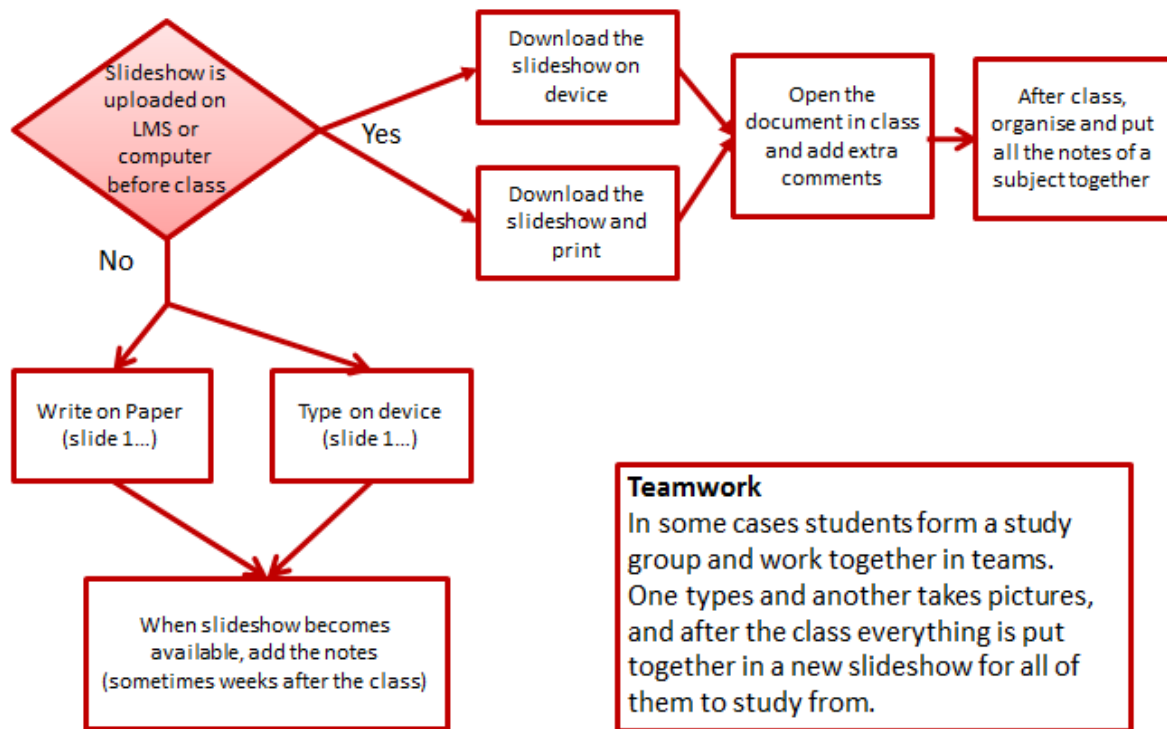 Slideshow is
uploaded on
LMS or
computer
before class
Yes
No
Download the
slideshow on
device
Download the
slideshow and
print
Open the
document in class
and add extra
comments
After class,
organise and put
all the notes of a
subject together
Write on Paper
(slide 1...)
Type on device
(slide 1...)
When slideshow becomes
available, add the notes
(sometimes weeks after the class)
Teamwork
In some cases students form a study
group and work together in teams.
One types and another takes pictures,
and after the class everything is put
together in a new slideshow for all of
them to study from.